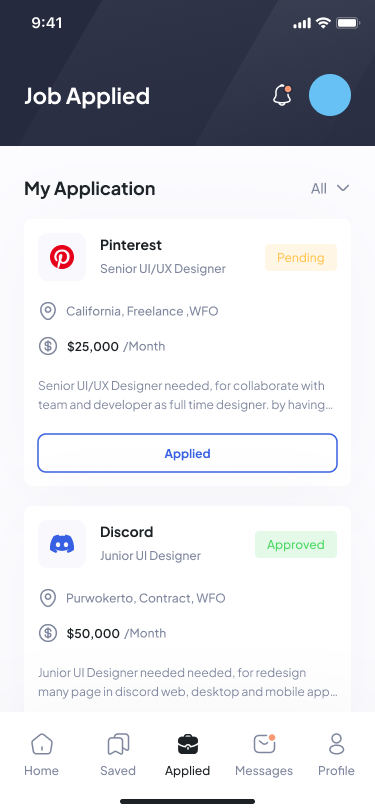 9:41
Job Applied
My Application
All
Pinterest
Senior UI/UX Designer
Pending
California, Freelance ,WFO
$25,000 /Month
Senior UI/UX Designer needed, for collaborate with
team and developer as full time designer. by having...
Applied
Discord
Junior UI Designer
Approved
Purwokerto, Contract, WFO
$50,000 /Month
Junior UI Designer needed needed, for redesign
many page in discord web, desktop and mobile app...
Home
Saved
Applied
Messages
Profile